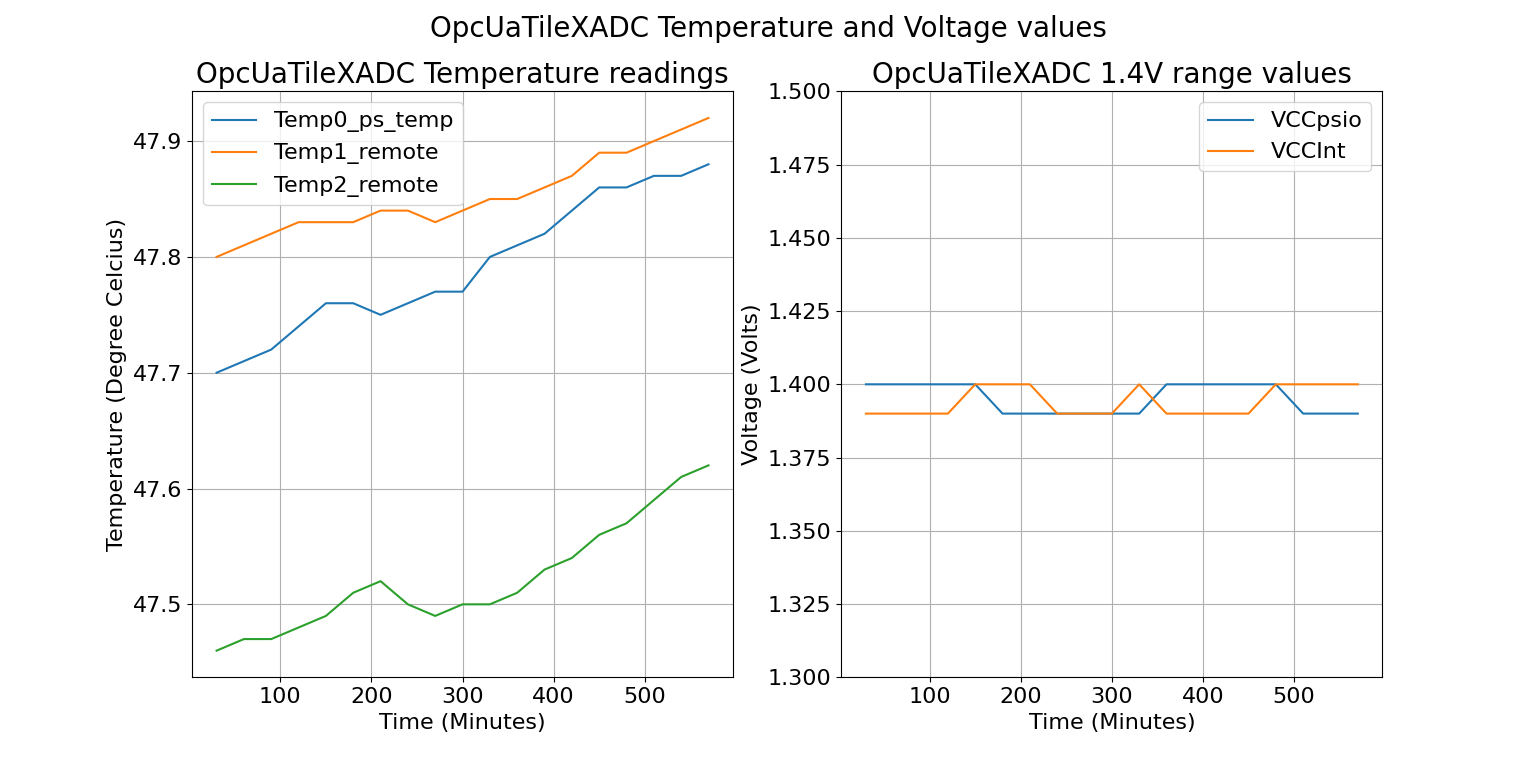 OpcUaTileXADC Temperature and Voltage values
OpcUaTileXADC Temperature readings
Temp0_ps_temp
Temp1_remote
Temp2_remote
Temperature (Degree Celcius)
47.9
47.8
47.7
47.6
47.5
100 200 300 400 500
Time (Minutes)
OpcUaTileXADC 1.4V range values
VCCpsio
VCCInt
Voltage (Volts)
1.500
1.475
1.450
1.425
1.400
1.375
1.350
1.325
1.300
100 200 300 400 500
Time (Minutes)